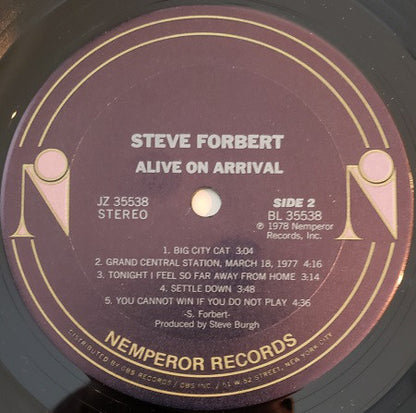 STEVE FORBERT
ALIVE ON ARRIVAL
JZ 35538
STEREO
SIDE 2
BL 35538
℗ 1978 Nemperor
Records, Inc.
1. BIG CITY CAT 3:04
2. GRAND CENTRAL STATION, MARCH 18, 1977 4:16
3. TONIGHT I FEEL SO FAR AWAY FROM HOME 3:14
4. SETTLE DOWN 3:48
5. YOU CANNOT WIN IF YOU DO NOT PLAY 4:36
-S. Forbert-
Produced by Steve Burgh
NEMPEROR RECORDS
DISTRIBUTED BY CBS RECORDS / CBS INC. / 51 W. 52 STREET, NEW YORK CITY